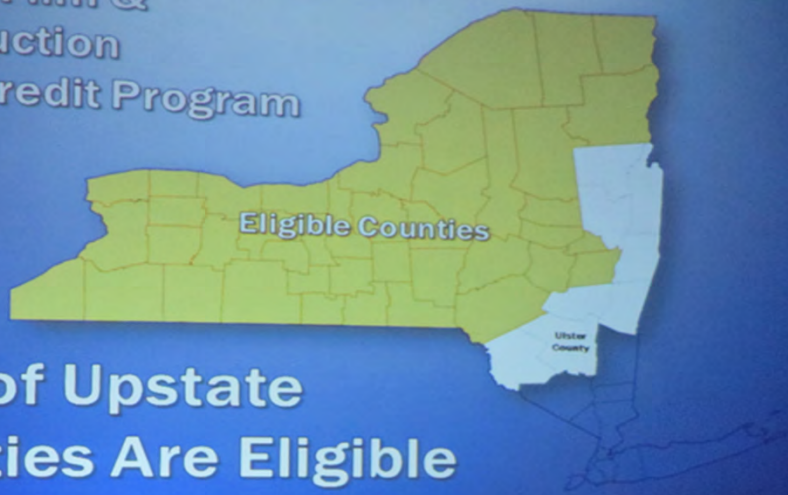 &
uction
redit Program
Eligible Counties
Ulster
County
of Upstate
ties Are Eligible